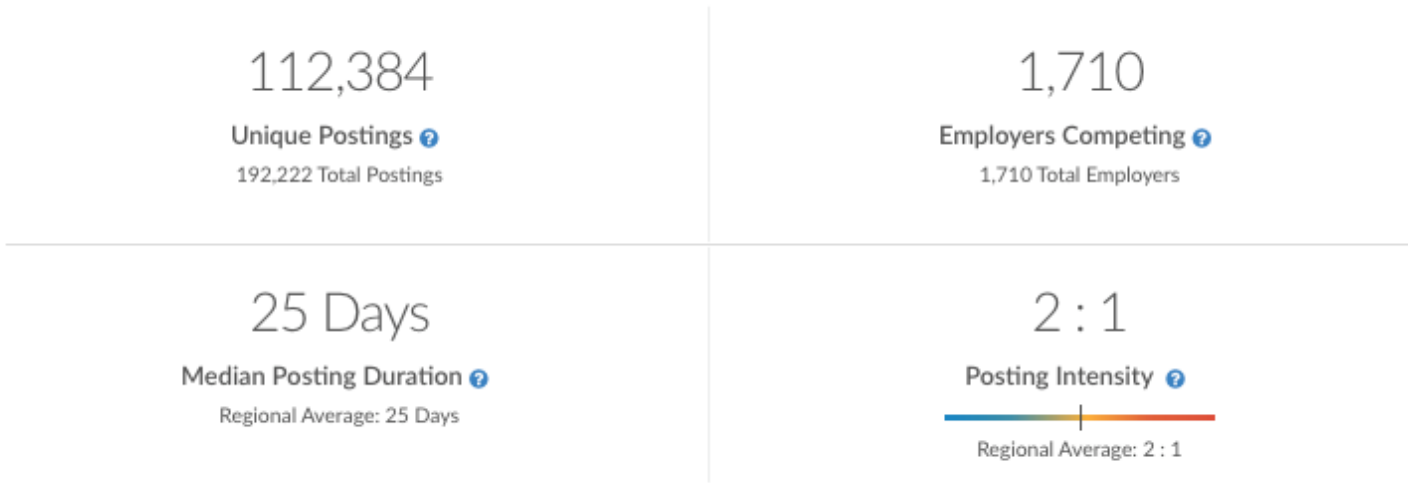 112,384
Unique Postings ?
192,222 Total Postings
1,710
Employers Competing ?
1,710 Total Employers
25 Days
Median Posting Duration ?
Regional Average: 25 Days
2 : 1
Posting Intensity ?
Regional Average: 2 : 1